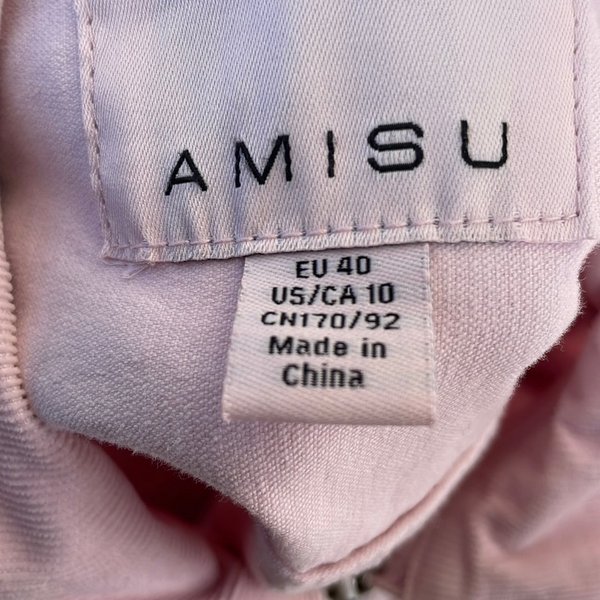 AMISU
EU 40
US/CA 10
CN170/92
Made in
China